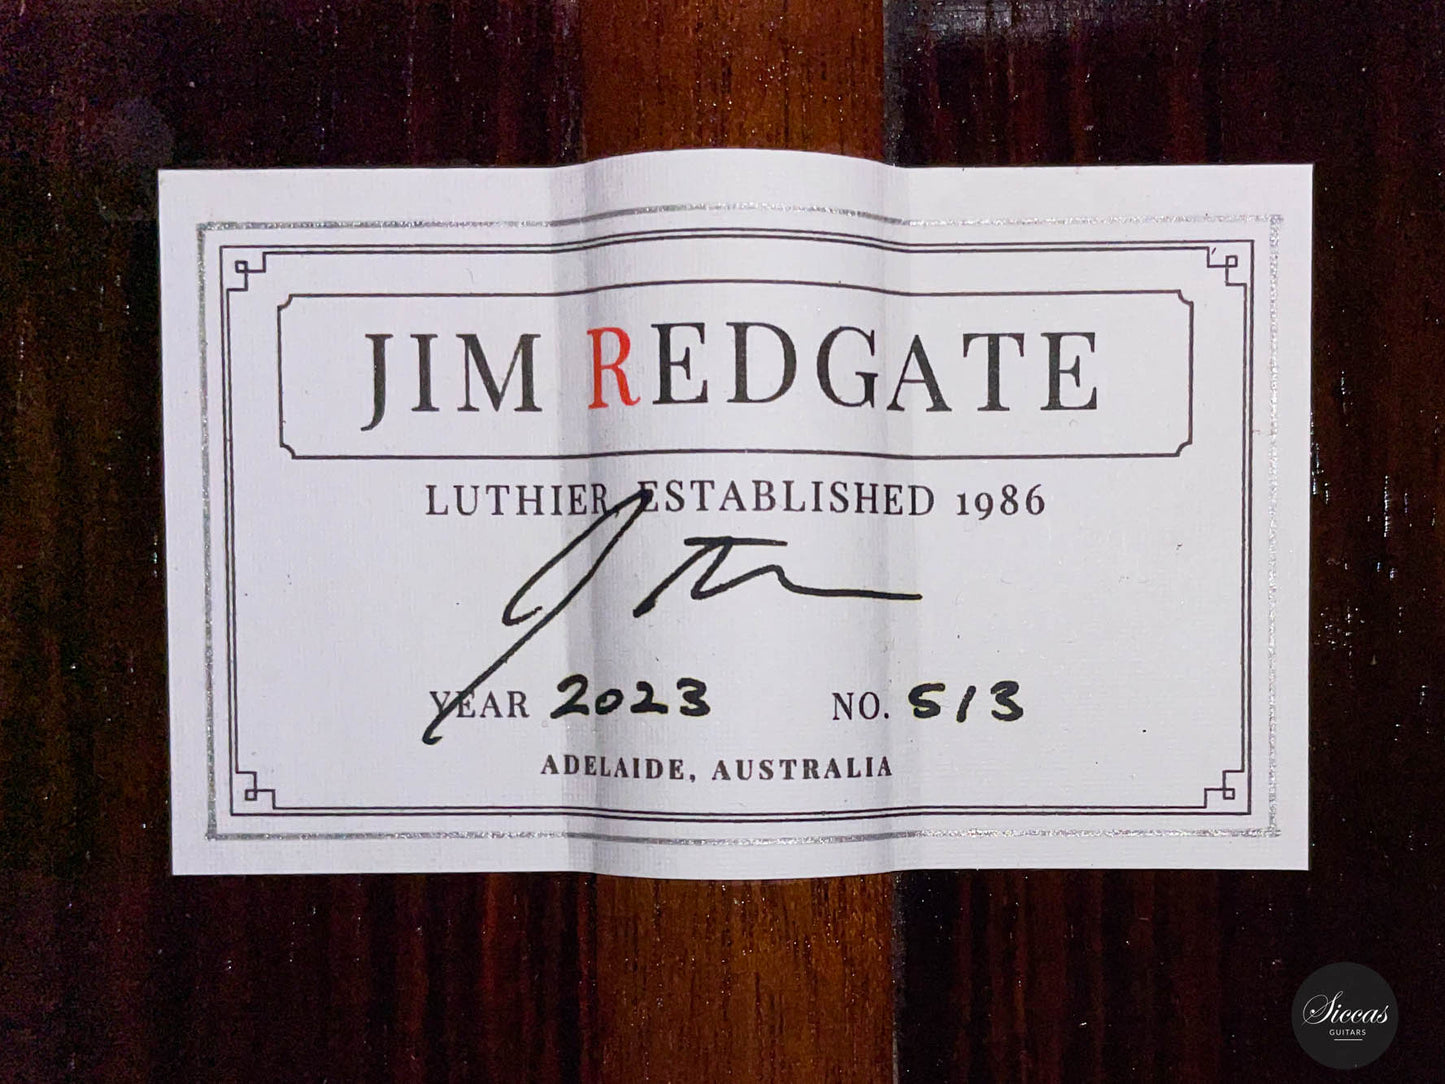 JIM REDGATE
LUTHIER, ESTABLISHED 1986
YEAR 2023 NO. 513
ADELAIDE, AUSTRALIA
Siccas
GUITARS